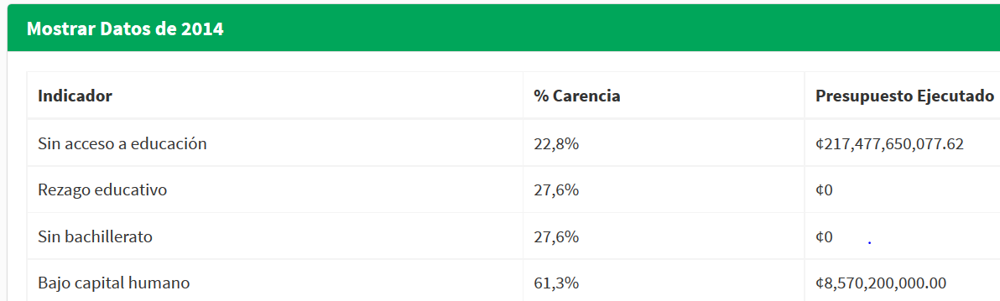 Mostrar Datos de 2014
Indicador % Carencia Presupuesto Ejecutado
Sin acceso a educación 22,8% ¢217,477,650,077.62
Rezago educativo 27,6% ¢0
Sin bachillerato 27,6% ¢0
Bajo capital humano 61,3% ¢8,570,200,000.00